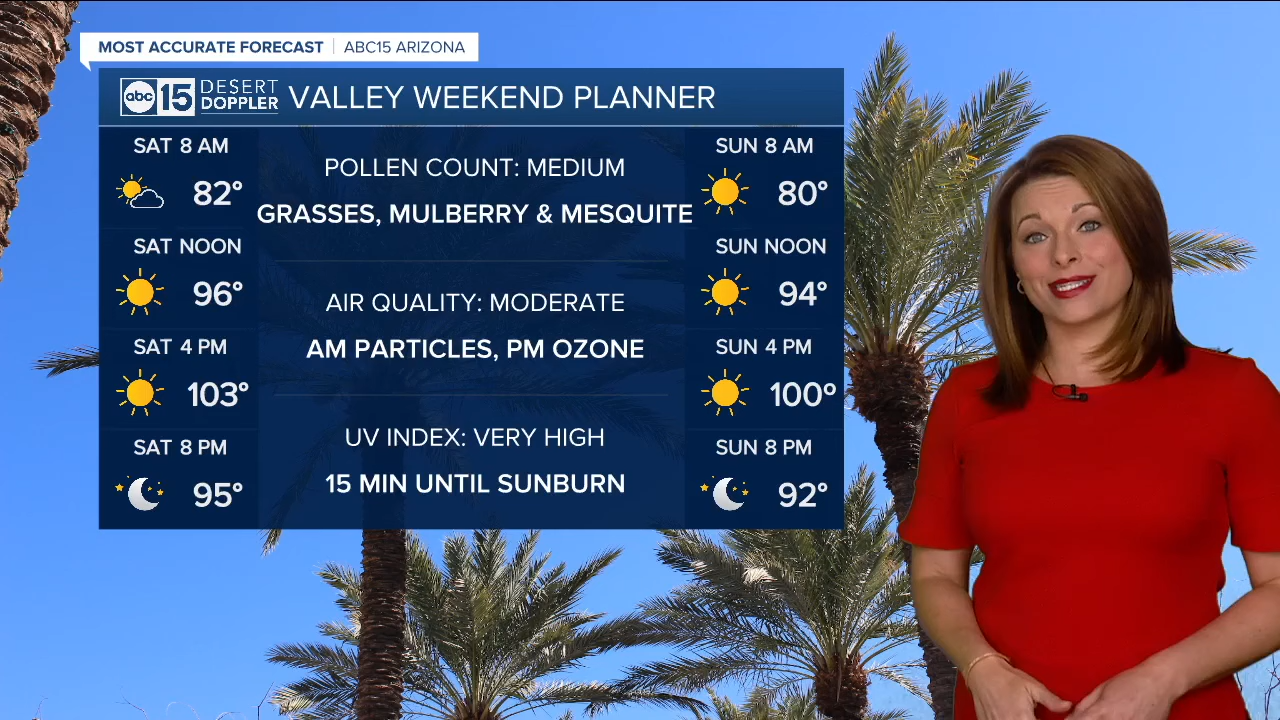 MOST ACCURATE FORECAST | ABC15 ARIZONA
abc 15 DESERT DOPPLER
VALLEY WEEKEND PLANNER
SAT 8 AM
82°
SAT NOON
96°
SAT 4 PM
103°
SAT 8 PM
95°
POLLEN COUNT: MEDIUM
GRASSES, MULBERRY & MESQUITE
AIR QUALITY: MODERATE
AM PARTICLES, PM OZONE
UV INDEX: VERY HIGH
15 MIN UNTIL SUNBURN
SUN 8 AM
80°
SUN NOON
94°
SUN 4 PM
100°
SUN 8 PM
92°